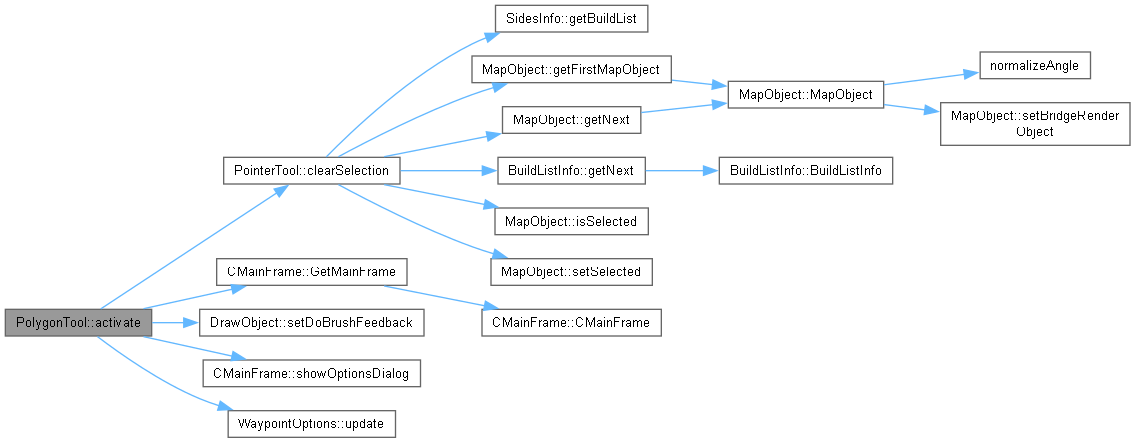 SidesInfo::getBuildList
MapObject::getFirstMapObject
normalizeAngle
MapObject::MapObject
MapObject::getNext
MapObject::setBridgeRender
Object
PointerTool::clearSelection
BuildListInfo::getNext
BuildListInfo::BuildListInfo
MapObject::isSelected
MapObject::setSelected
CMainFrame::GetMainFrame
PolygonTool::activate
DrawObject::setDoBrushFeedback
CMainFrame::CMainFrame
CMainFrame::showOptionsDialog
WaypointOptions::update